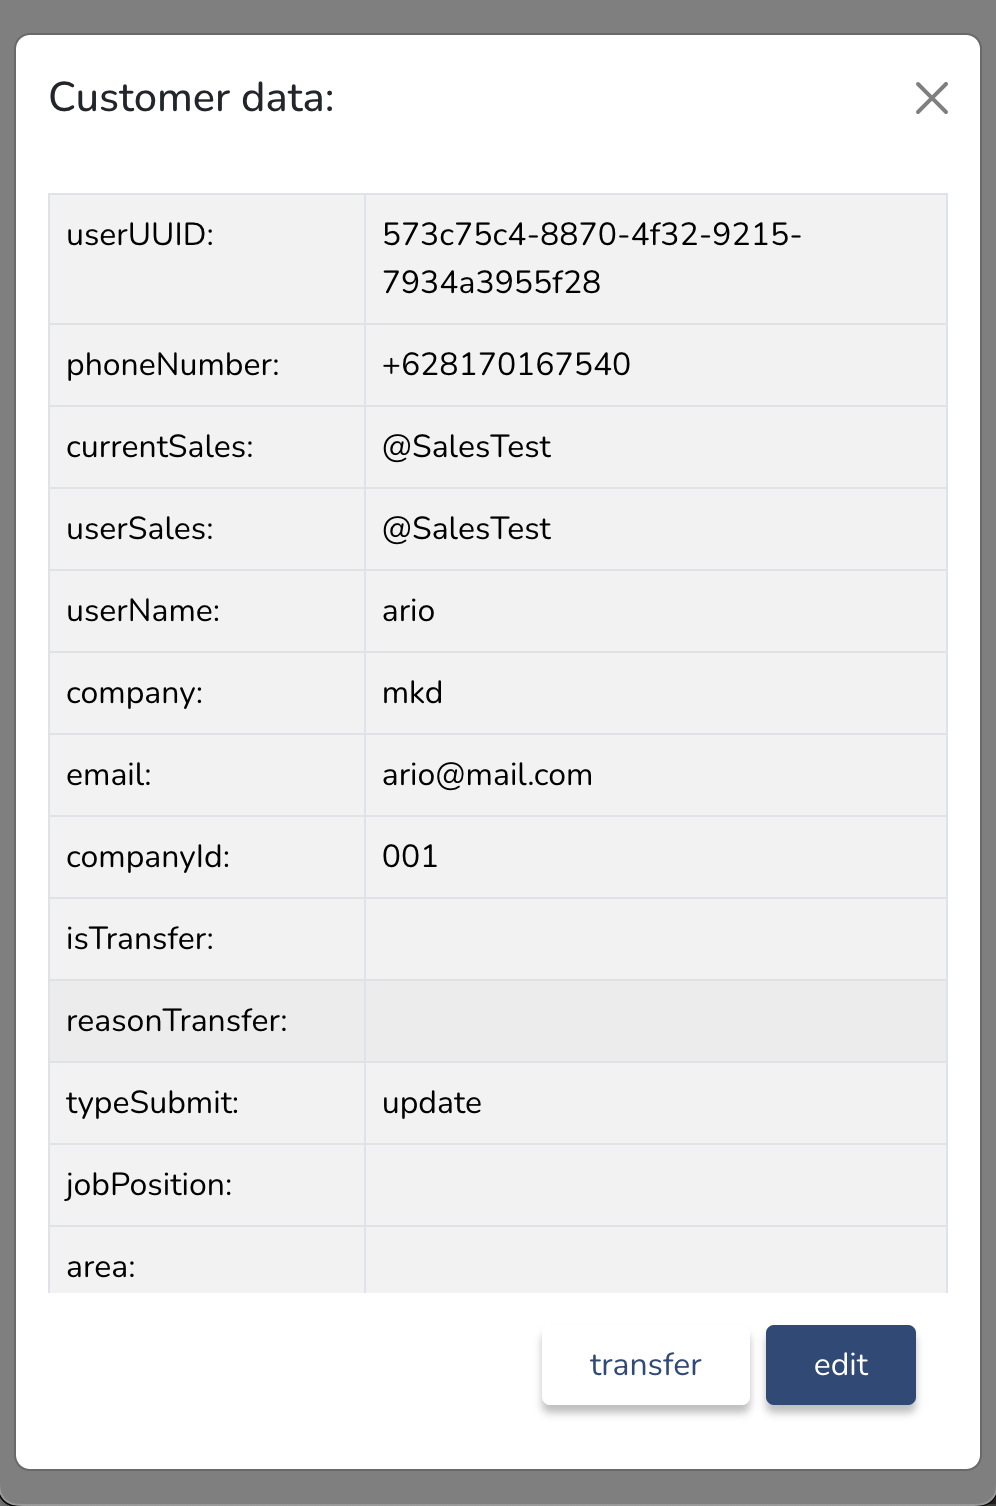 Customer data:
userUUID:
573c75c4-8870-4f32-9215-
7934a3955f28
phoneNumber:
+628170167540
currentSales:
@SalesTest
userSales:
@SalesTest
userName:
ario
company:
mkd
email:
ario@mail.com
companyId:
001
isTransfer:
reasonTransfer:
typeSubmit:
update
jobPosition:
area:
transfer
edit